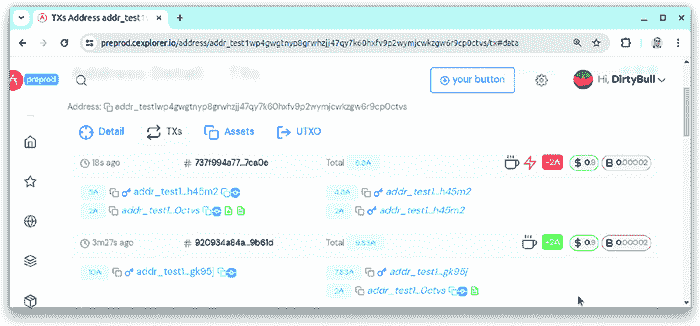 TXs Address addr_test1
preprod.cexplorer.io/address/addr_test1wp4gwgtnyp8grwhzjj47qy7k60hxfv9p2wymjcwkzgw6r9cp0ctvs/tx#data
preprod
your button
Hi, DirtyBull
Address: addr_test1wp4gwgtnyp8grwhzjj47qy7k60hxfv9p2wymjcwkzgw6r9cp0ctvs
Detail TXs Assets UTXO
18s ago # 737f994a77...7ca0e Total -2A $ 0.9 B 0.00002
addr_test1...h45m2 addr_test1...h45m2
addr_test1...0ctvs addr_test1...h45m2
3m27s ago # 920934a84a...9b61d Total +2A $ 0.9 B 0.00002
addr_test1...gk95j addr_test1...gk95j
addr_test1...0ctvs